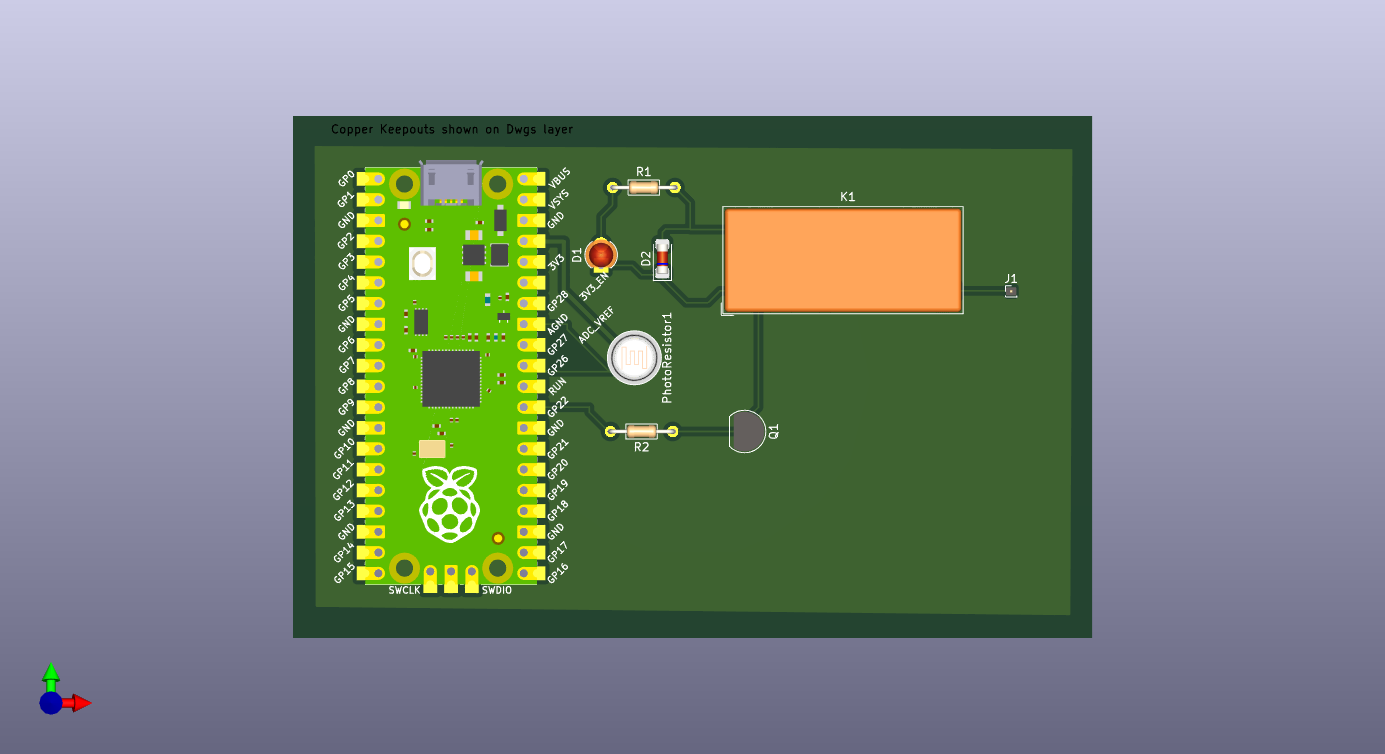 Copper Keepouts shown on Dwgs layer
GP0
GP1
GND
GP2
GP3
GP4
GP5
GND
GP6
GP7
GP8
GP9
GND
GP10
GP11
GP12
GP13
GND
GP14
GP15
SWCLK
SWDIO
VBUS
VSYS
GND
3V3_EN
3V3
ADC_VREF
GP28
AGND
GP27
GP26
RUN
GP22
GND
GP21
GP20
GP19
GP18
GND
GP17
GP16
R1
D1
D2
K1
J1
PhotoResistor1
R2
Q1